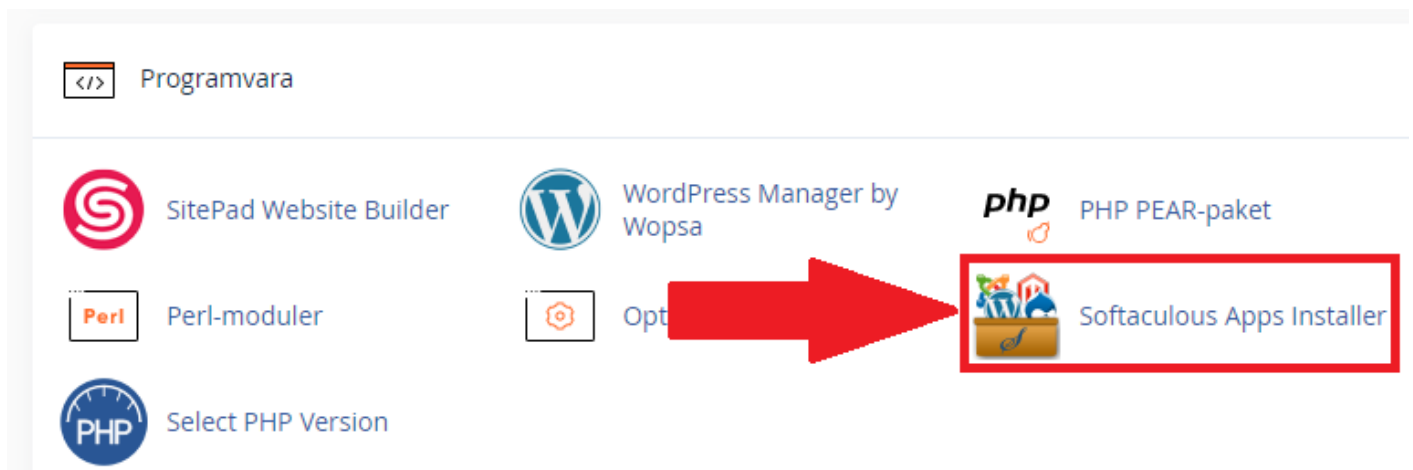 </> Programvara
SitePad Website Builder
WordPress Manager by
Wopsa
php PHP PEAR-paket
Perl Perl-moduler
Softaculous Apps Installer
PHP Select PHP Version